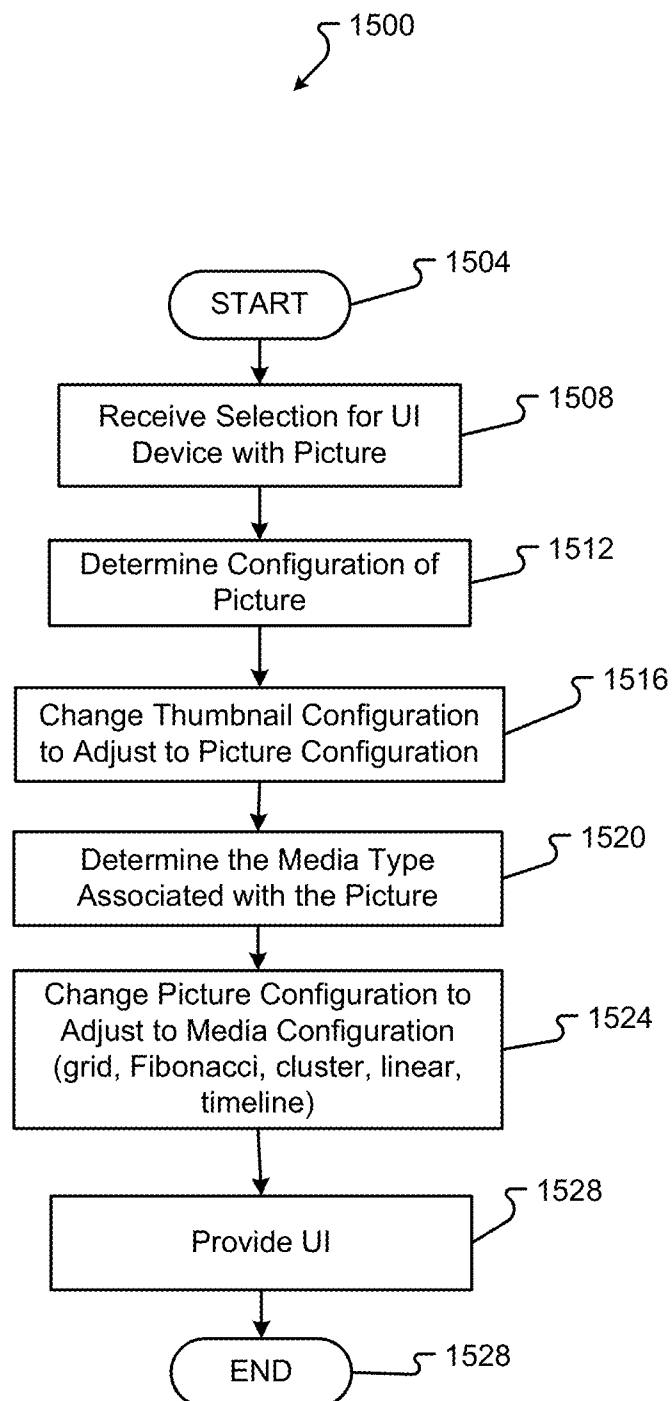 1500
START
1504
Receive Selection for UI
Device with Picture
1508
Determine Configuration of
Picture
1512
Change Thumbnail Configuration
to Adjust to Picture Configuration
1516
Determine the Media Type
Associated with the Picture
1520
Change Picture Configuration to
Adjust to Media Configuration
(grid, Fibonacci, cluster, linear,
timeline)
1524
Provide UI
1528
END
1528